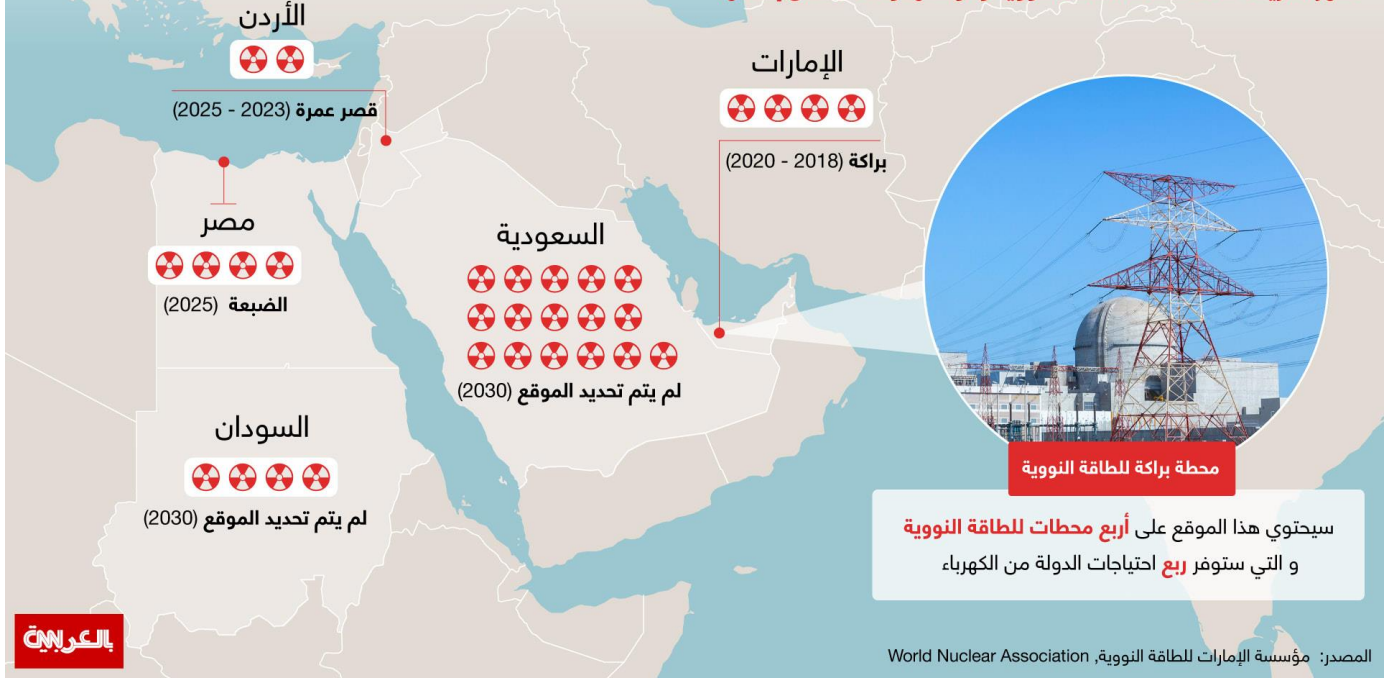 الأردن
قصر عمرة (2023 - 2025)
الإمارات
براكة (2018 - 2020)
مصر
الضبعة (2025)
السعودية
لم يتم تحديد الموقع (2030)
السودان
لم يتم تحديد الموقع (2030)
محطة براكة للطاقة النووية
سيحتوي هذا الموقع على أربع محطات للطاقة النووية
و التي ستوفر ربع احتياجات الدولة من الكهرباء
CNN بالعربية
المصدر: مؤسسة الإمارات للطاقة النووية, World Nuclear Association